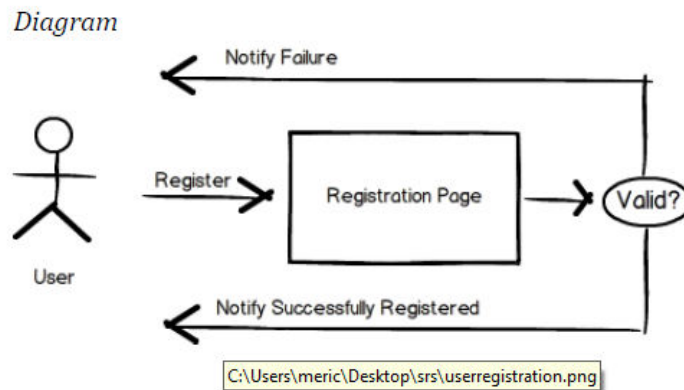 Diagram
Notify Failure
Register
Registration Page
Valid?
User
Notify Successfully Registered
C:\Users\meric\Desktop\srs\userregistration.png